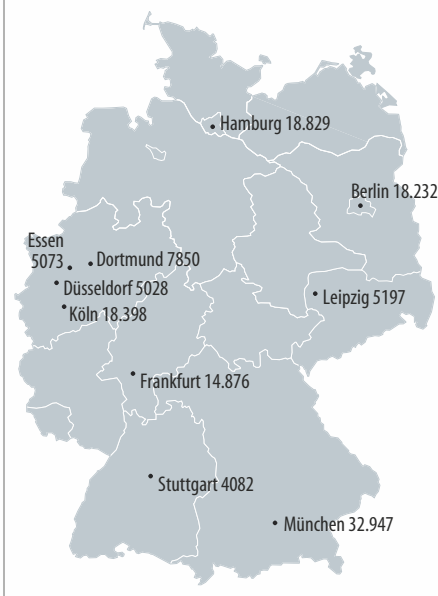 Hamburg 18.829
Berlin 18.232
Essen
5073
Dortmund 7850
Düsseldorf 5028
Leipzig 5197
Köln 18.398
Frankfurt 14.876
Stuttgart 4082
München 32.947